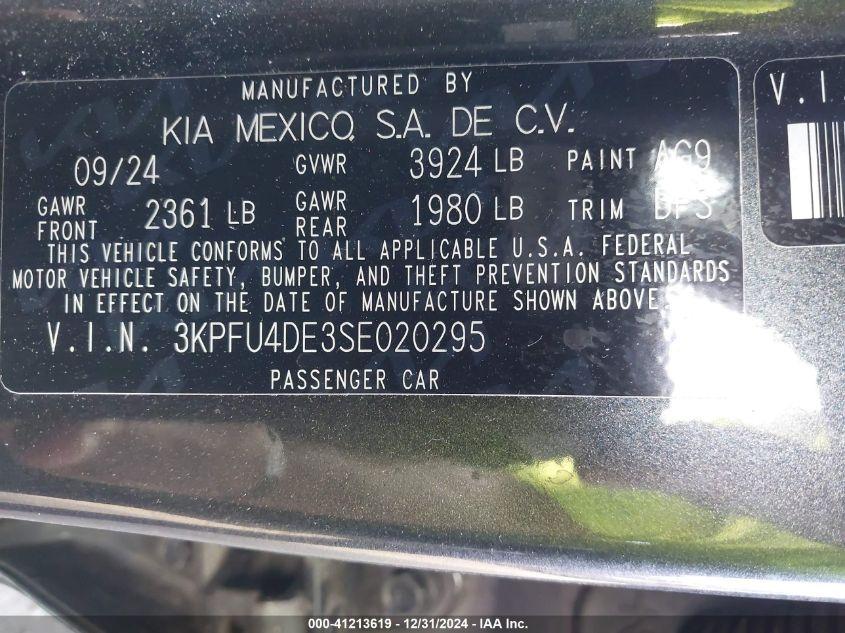 MANUFACTURED BY
KIA MEXICO, S.A. DE C.V.
09/24 GVWR 3924 LB PAINT AG9
GAWR FRONT 2361 LB GAWR REAR 1980 LB TRIM
THIS VEHICLE CONFORMS TO ALL APPLICABLE U.S.A. FEDERAL
MOTOR VEHICLE SAFETY, BUMPER, AND THEFT PREVENTION STANDARDS
IN EFFECT ON THE DATE OF MANUFACTURE SHOWN ABOVE
V.I.N. 3KPFU4DE3SE020295
PASSENGER CAR
V.I.
000-41213619 - 12/31/2024 - IAA Inc.